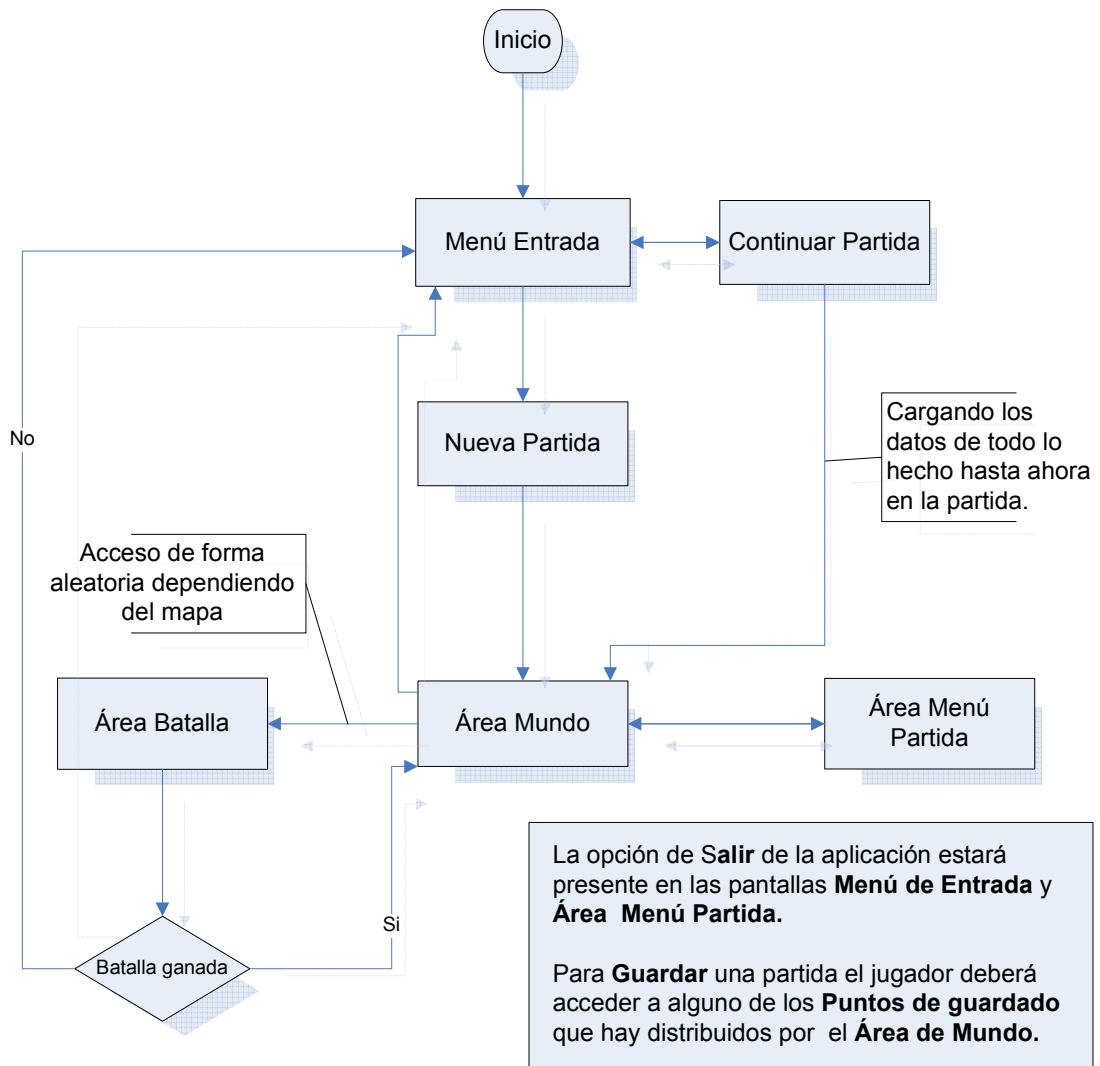 Inicio
Menú Entrada
Continuar Partida
Nueva Partida
No
Cargando los
datos de todo lo
hecho hasta ahora
en la partida.
Acceso de forma
aleatoria dependiendo
del mapa
Área Batalla
Área Mundo
Área Menú
Partida
Si
Batalla ganada
La opción de Salir de la aplicación estará
presente en las pantallas Menú de Entrada y
Área Menú Partida.
Para Guardar una partida el jugador deberá
acceder a alguno de los Puntos de guardado
que hay distribuidos por el Área de Mundo.